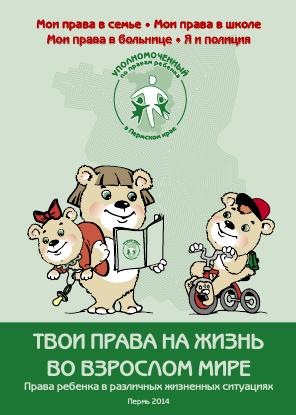 Мои права в семье • Мои права в школе
Мои права в больнице • Я и полиция
УПОЛНОМОЧЕННЫЙ
по правам ребенка
в Пермском крае
ТВОИ ПРАВА НА ЖИЗНЬ
ВО ВЗРОСЛОМ МИРЕ
Права ребенка в различных жизненных ситуациях
Пермь 2014